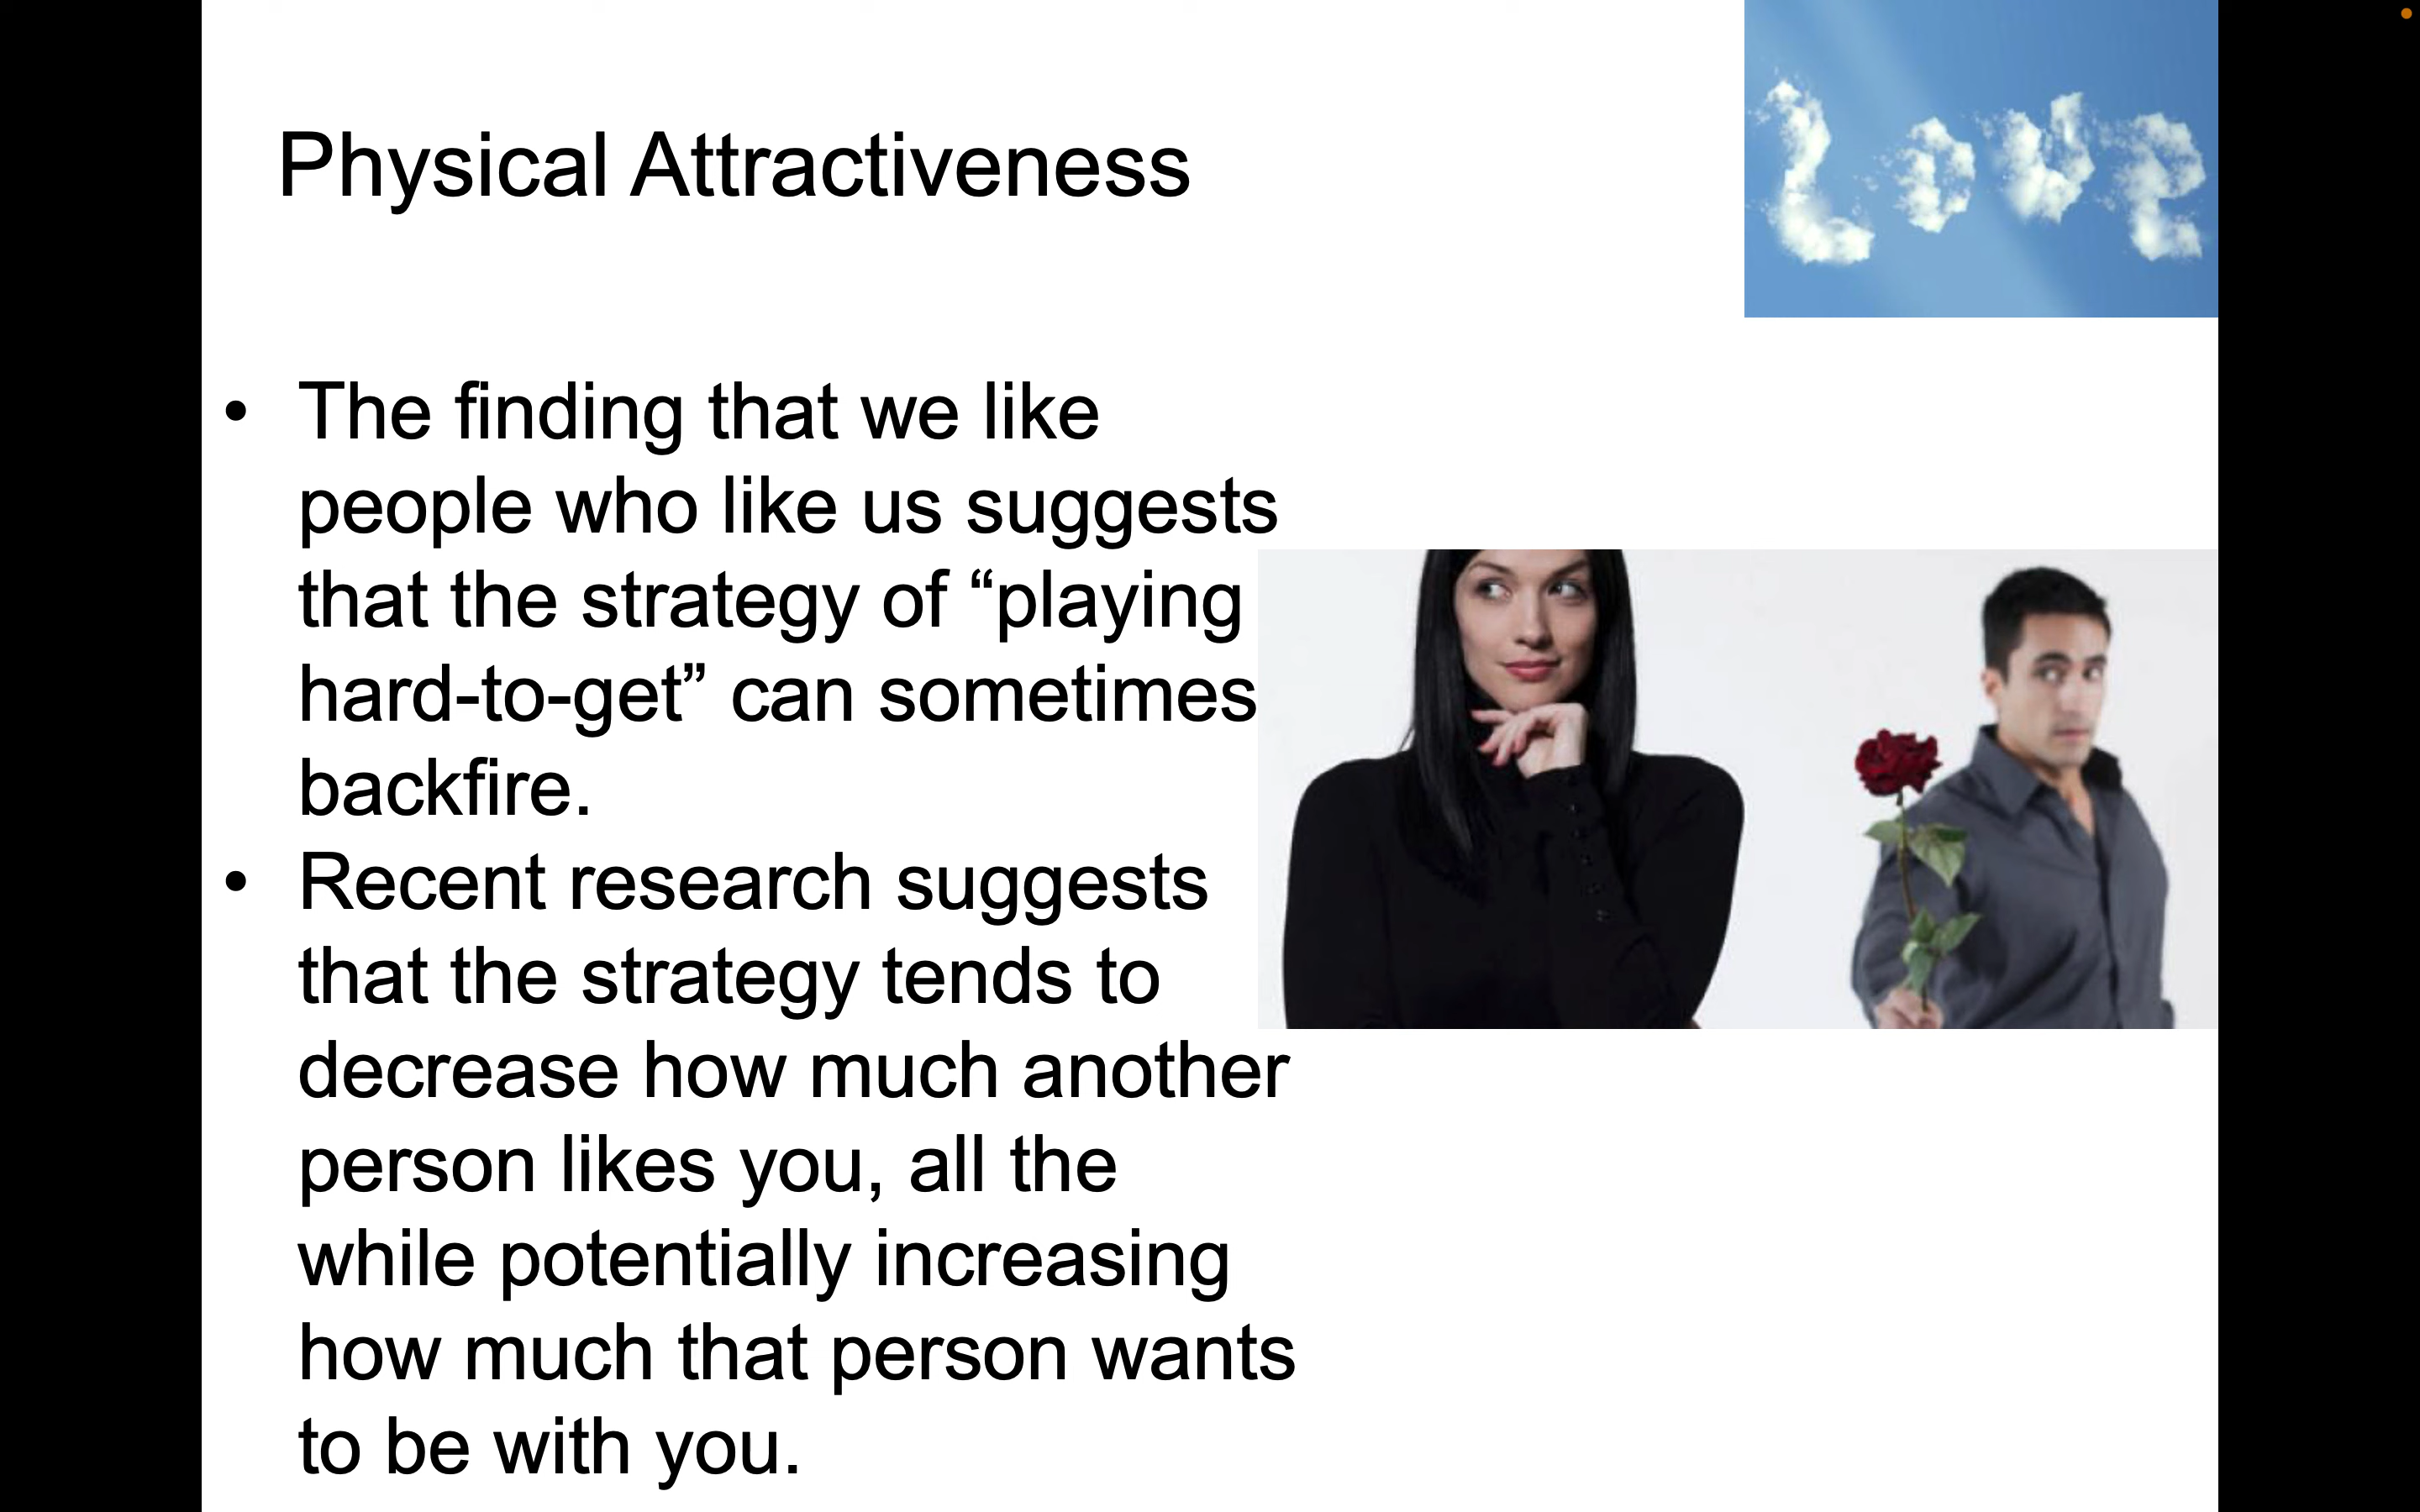 Love
Physical Attractiveness
• The finding that we like
people who like us suggests
that the strategy of “playing
hard-to-get” can sometimes
backfire.
• Recent research suggests
that the strategy tends to
decrease how much another
person likes you, all the
while potentially increasing
how much that person wants
to be with you.